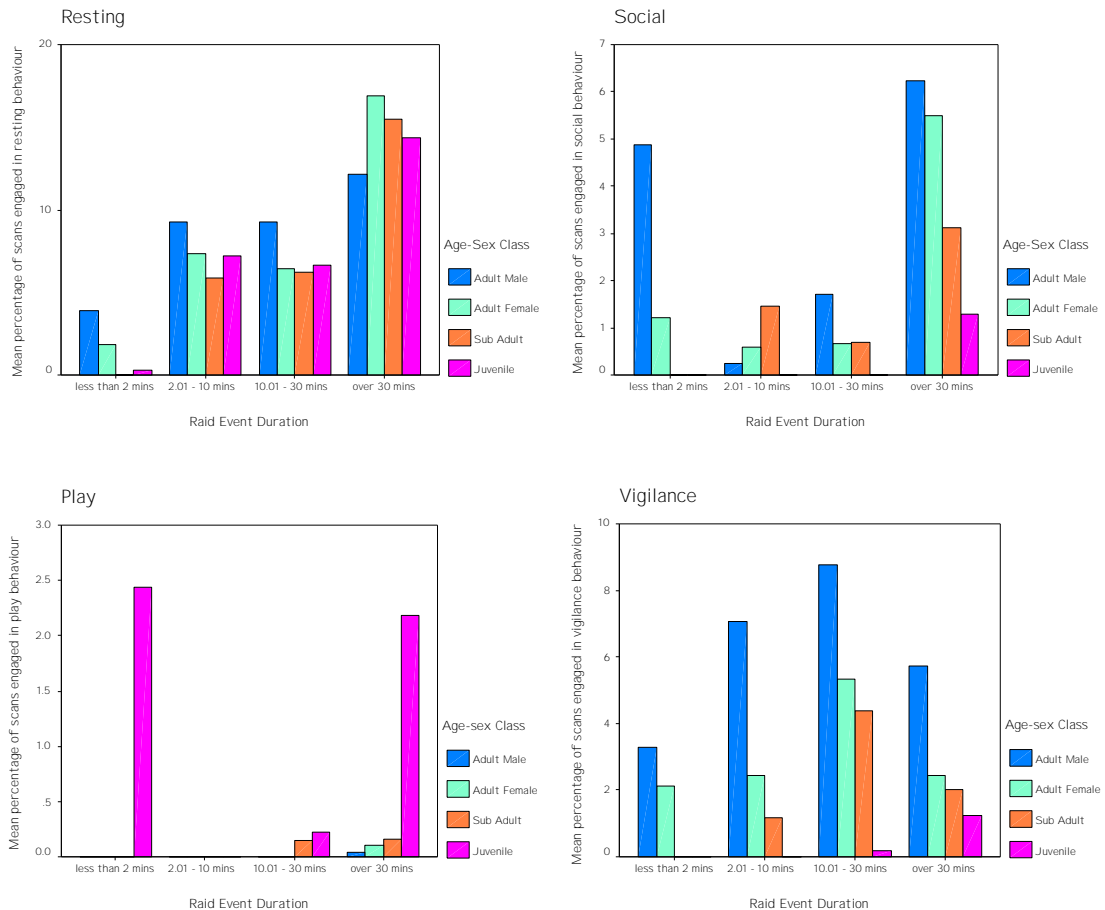 Resting
Mean percentage of scans engaged in resting behaviour
20
10
0
less than 2 mins
2.01 - 10 mins
10.01 - 30 mins
over 30 mins
Raid Event Duration
Age-Sex Class
Adult Male
Adult Female
Sub Adult
Juvenile
Social
Mean percentage of scans engaged in social behaviour
7
6
5
4
3
2
1
0
less than 2 mins
2.01 - 10 mins
10.01 - 30 mins
over 30 mins
Raid Event Duration
Age-Sex Class
Adult Male
Adult Female
Sub Adult
Juvenile
Play
Mean percentage of scans engaged in play behaviour
3.0
2.5
2.0
1.5
1.0
.5
0.0
less than 2 mins
2.01 - 10 mins
10.01 - 30 mins
over 30 mins
Raid Event Duration
Age-sex Class
Adult Male
Adult Female
Sub Adult
Juvenile
Vigilance
Mean percentage of scans engaged in vigilance behaviour
10
8
6
4
2
0
less than 2 mins
2.01 - 10 mins
10.01 - 30 mins
over 30 mins
Raid Event Duration
Age-sex Class
Adult Male
Adult Female
Sub Adult
Juvenile